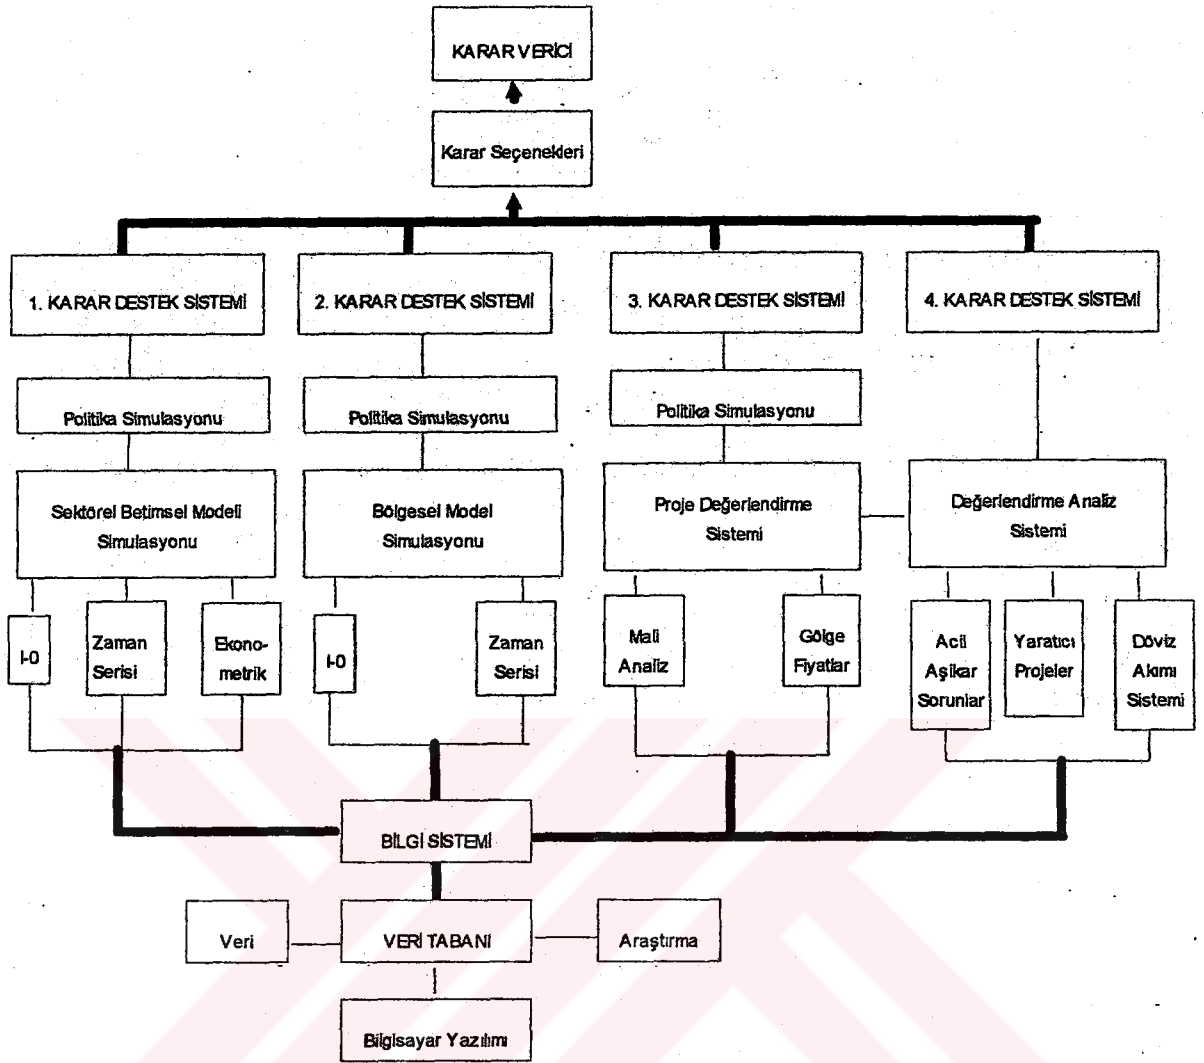 KARAR VERİCİ
Karar Seçenekleri
1. KARAR DESTEK SİSTEMİ
2. KARAR DESTEK SİSTEMİ
3. KARAR DESTEK SİSTEMİ
4. KARAR DESTEK SİSTEMİ
Politika Simulasyonu
Politika Simulasyonu
Politika Simulasyonu
Sektörel Betimsel Modeli
Simulasyonu
Bölgesel Model
Simulasyonu
Proje Değerlendirme
Sistemi
Değerlendirme Analiz
Sistemi
I-0
Zaman
Serisi
Ekono-
metrik
I-0
Zaman
Serisi
Mali
Analiz
Gölge
Fiyatlar
Acil
Aşikar
Sorunlar
Yaratıcı
Projeler
Döviz
Akımı
Sistemi
BİLGİ SİSTEMİ
Veri
VERİ TABANI
Araştırma
Bilgisayar Yazılımı